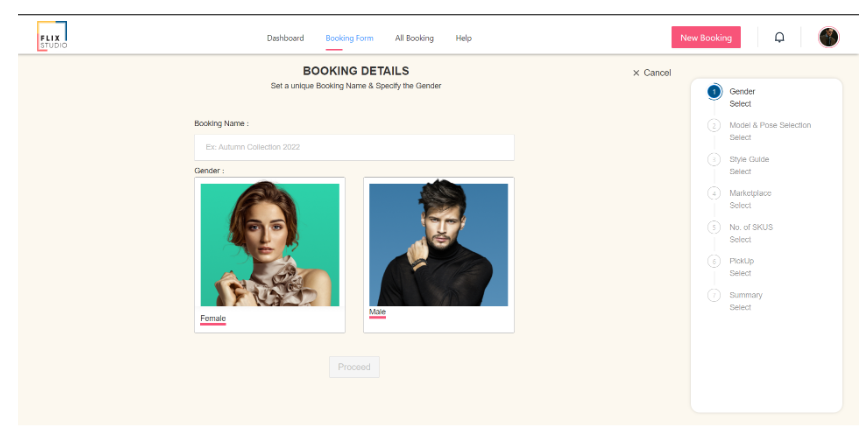 FLIX
STUDIO
Dashboard
Booking Form
All Booking
Help
New Booking
BOOKING DETAILS
Set a unique Booking Name & Specify the Gender
× Cancel
Booking Name :
Ex: Autumn Collection 2022
Gender :
Female
Male
Proceed
1
Gender
Select
2
Model & Pose Selection
Select
3
Style Guide
Select
4
Marketplace
Select
5
No. of SKUS
Select
6
PickUp
Select
7
Summary
Select